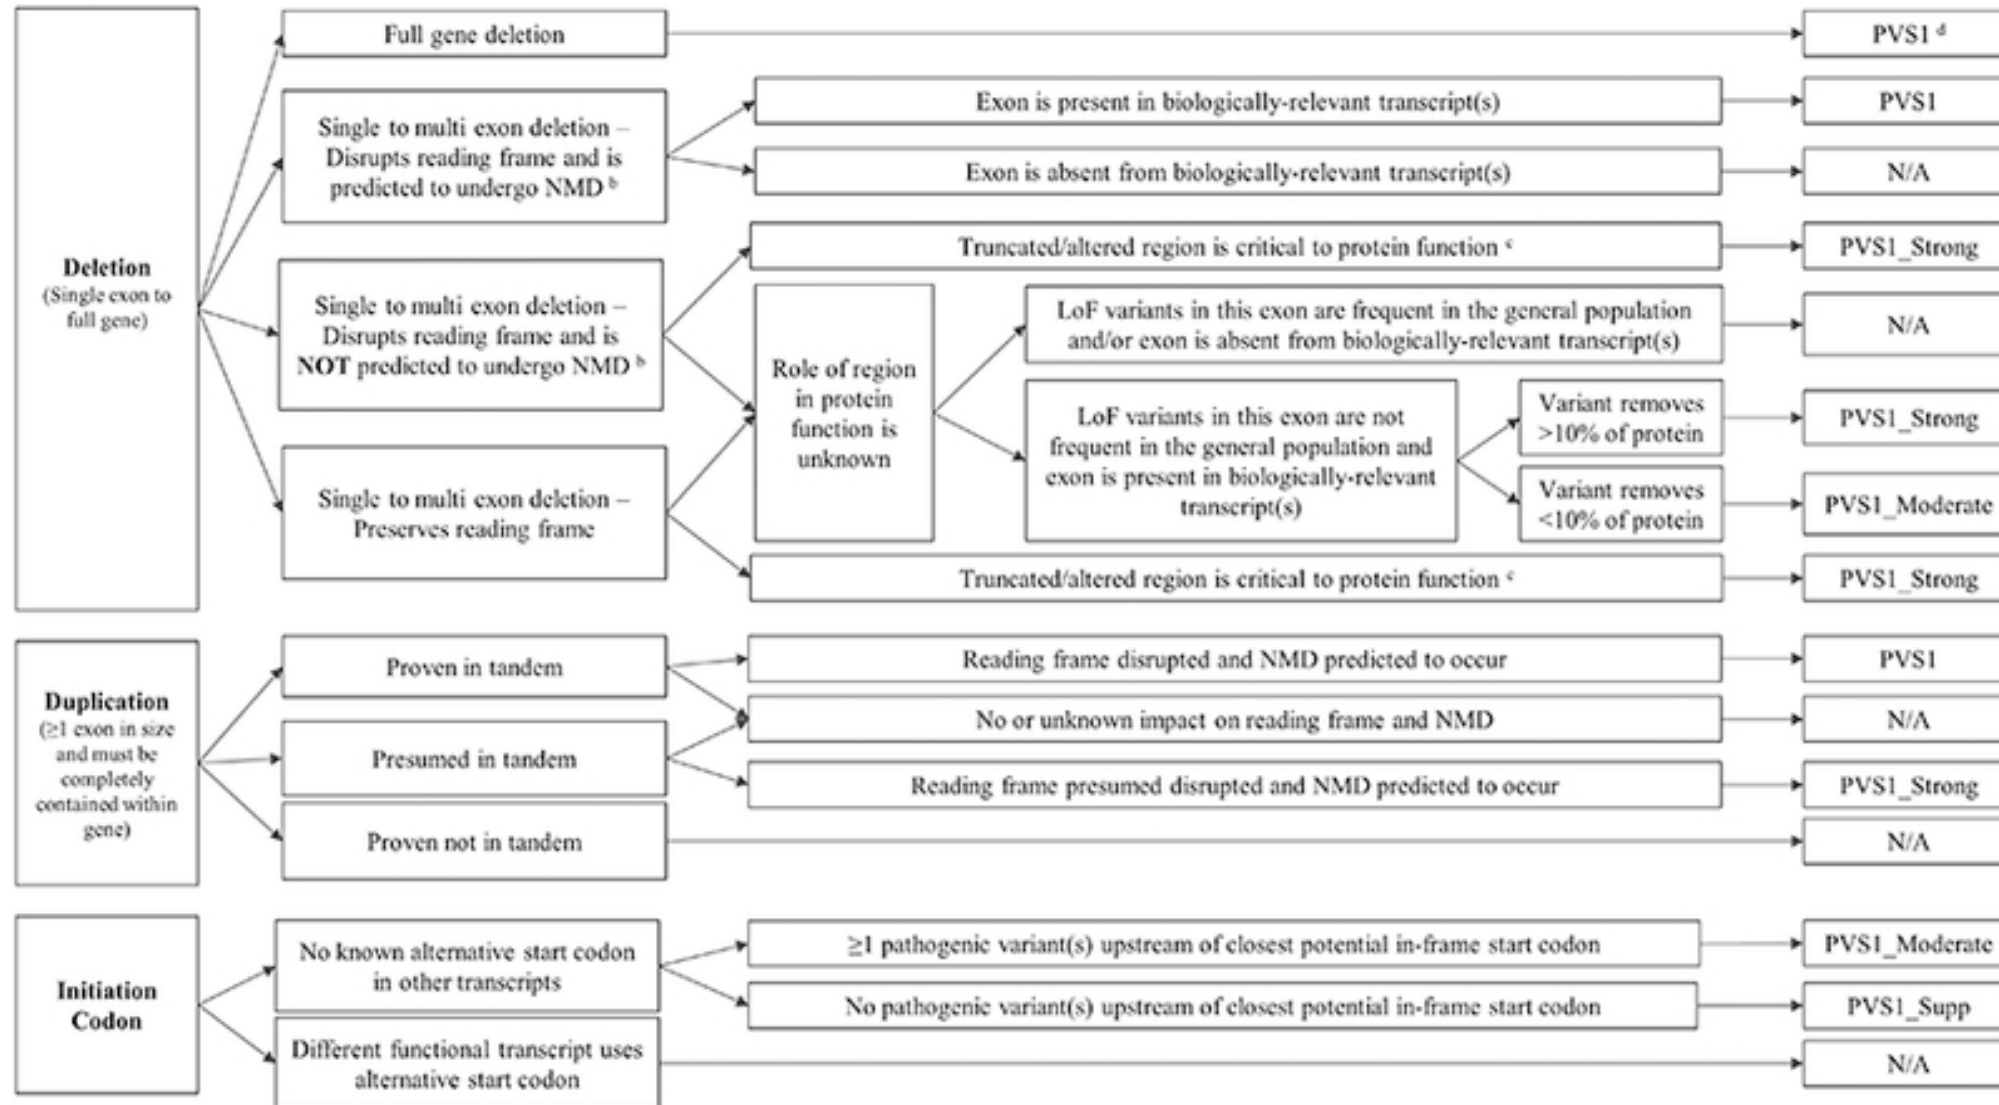 Deletion
(Single exon to
full gene)
Full gene deletion
PVS1 d
Single to multi exon deletion –
Disrupts reading frame and is
predicted to undergo NMD b
Exon is present in biologically-relevant transcript(s)
PVS1
Exon is absent from biologically-relevant transcript(s)
N/A
Single to multi exon deletion –
Disrupts reading frame and is
NOT predicted to undergo NMD b
Truncated/altered region is critical to protein function c
PVS1_Strong
Role of region
in protein
function is
unknown
LoF variants in this exon are frequent in the general population
and/or exon is absent from biologically-relevant transcript(s)
N/A
LoF variants in this exon are not
frequent in the general population and
exon is present in biologically-relevant
transcript(s)
Variant removes
>10% of protein
PVS1_Strong
Variant removes
<10% of protein
PVS1_Moderate
Single to multi exon deletion –
Preserves reading frame
Truncated/altered region is critical to protein function c
PVS1_Strong
Duplication
(≥1 exon in size
and must be
completely
contained within
gene)
Proven in tandem
Reading frame disrupted and NMD predicted to occur
PVS1
No or unknown impact on reading frame and NMD
N/A
Presumed in tandem
Reading frame presumed disrupted and NMD predicted to occur
PVS1_Strong
Proven not in tandem
N/A
Initiation
Codon
No known alternative start codon
in other transcripts
≥1 pathogenic variant(s) upstream of closest potential in-frame start codon
PVS1_Moderate
No pathogenic variant(s) upstream of closest potential in-frame start codon
PVS1_Supp
Different functional transcript uses
alternative start codon
N/A